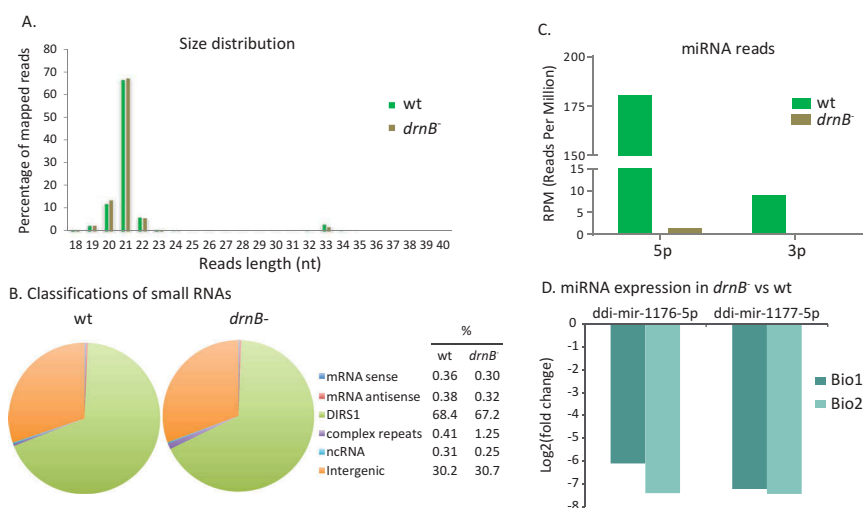 A.
Size distribution
Percentage of mapped reads
80
70
60
50
40
30
20
10
0
18 19 20 21 22 23 24 25 26 27 28 29 30 31 32 33 34 35 36 37 38 39 40
Reads length (nt)
wt
drnB-
B. Classifications of small RNAs
wt
drnB-
%
wt drnB-
mRNA sense 0.36 0.30
mRNA antisense 0.38 0.32
DIRS1 68.4 67.2
complex repeats 0.41 1.25
ncRNA 0.31 0.25
Intergenic 30.2 30.7
C.
miRNA reads
RPM (Reads Per Million)
200
175
150
15
10
5
0
5p 3p
wt
drnB-
D. miRNA expression in drnB- vs wt
ddi-mir-1176-5p ddi-mir-1177-5p
Log2(fold change)
0
-1
-2
-3
-4
-5
-6
-7
-8
Bio1
Bio2